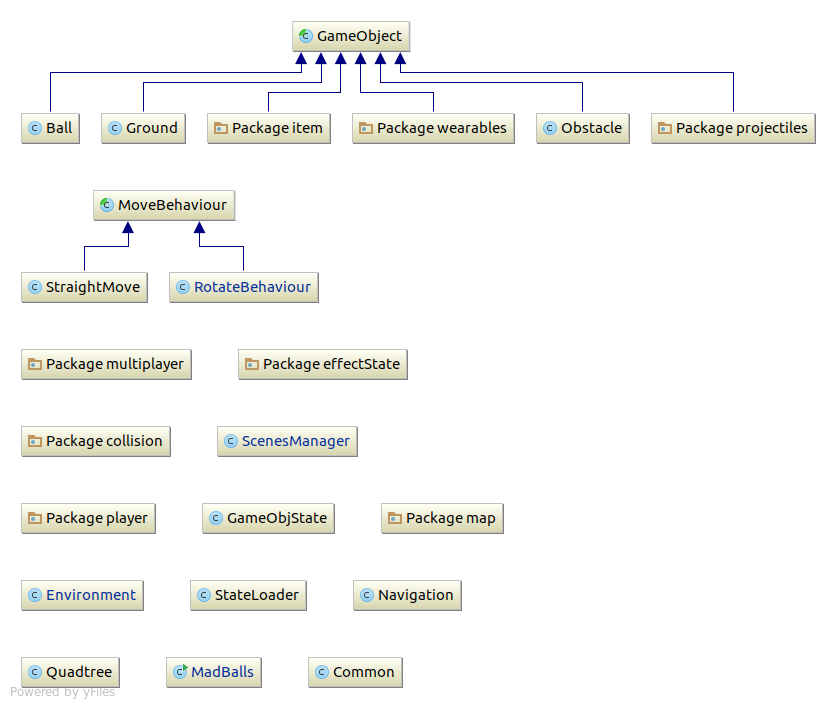 GameObject
Ball Ground Package item Package wearables Obstacle Package projectiles
MoveBehaviour
StraightMove RotateBehaviour
Package multiplayer Package effectState
Package collision ScenesManager
Package player GameObjState Package map
Environment StateLoader Navigation
Quadtree MadBalls Common
Powered by yFiles